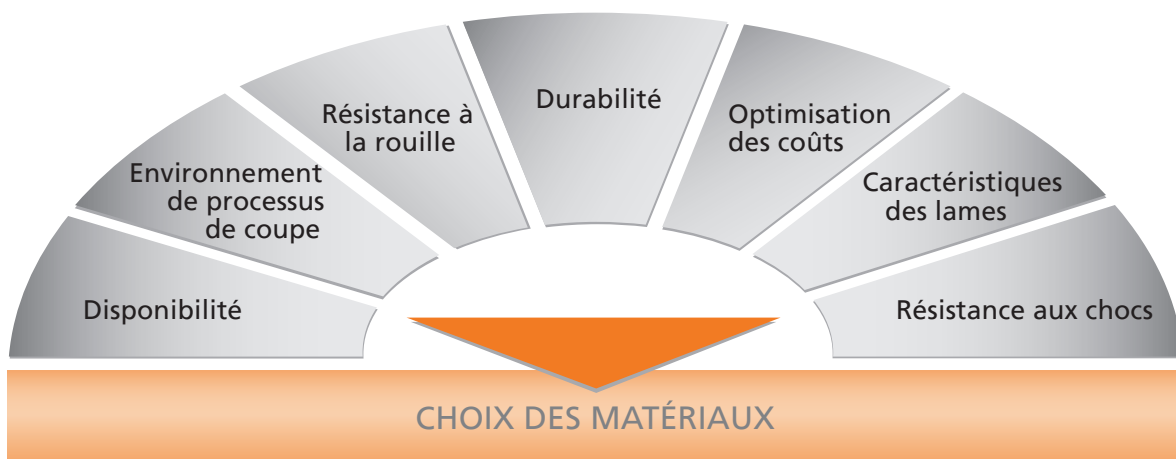 Disponibilité
Environnement
de processus
de coupe
Résistance à
la rouille
Durabilité
Optimisation
des coûts
Caractéristiques
des lames
Résistance aux chocs
CHOIX DES MATÉRIAUX